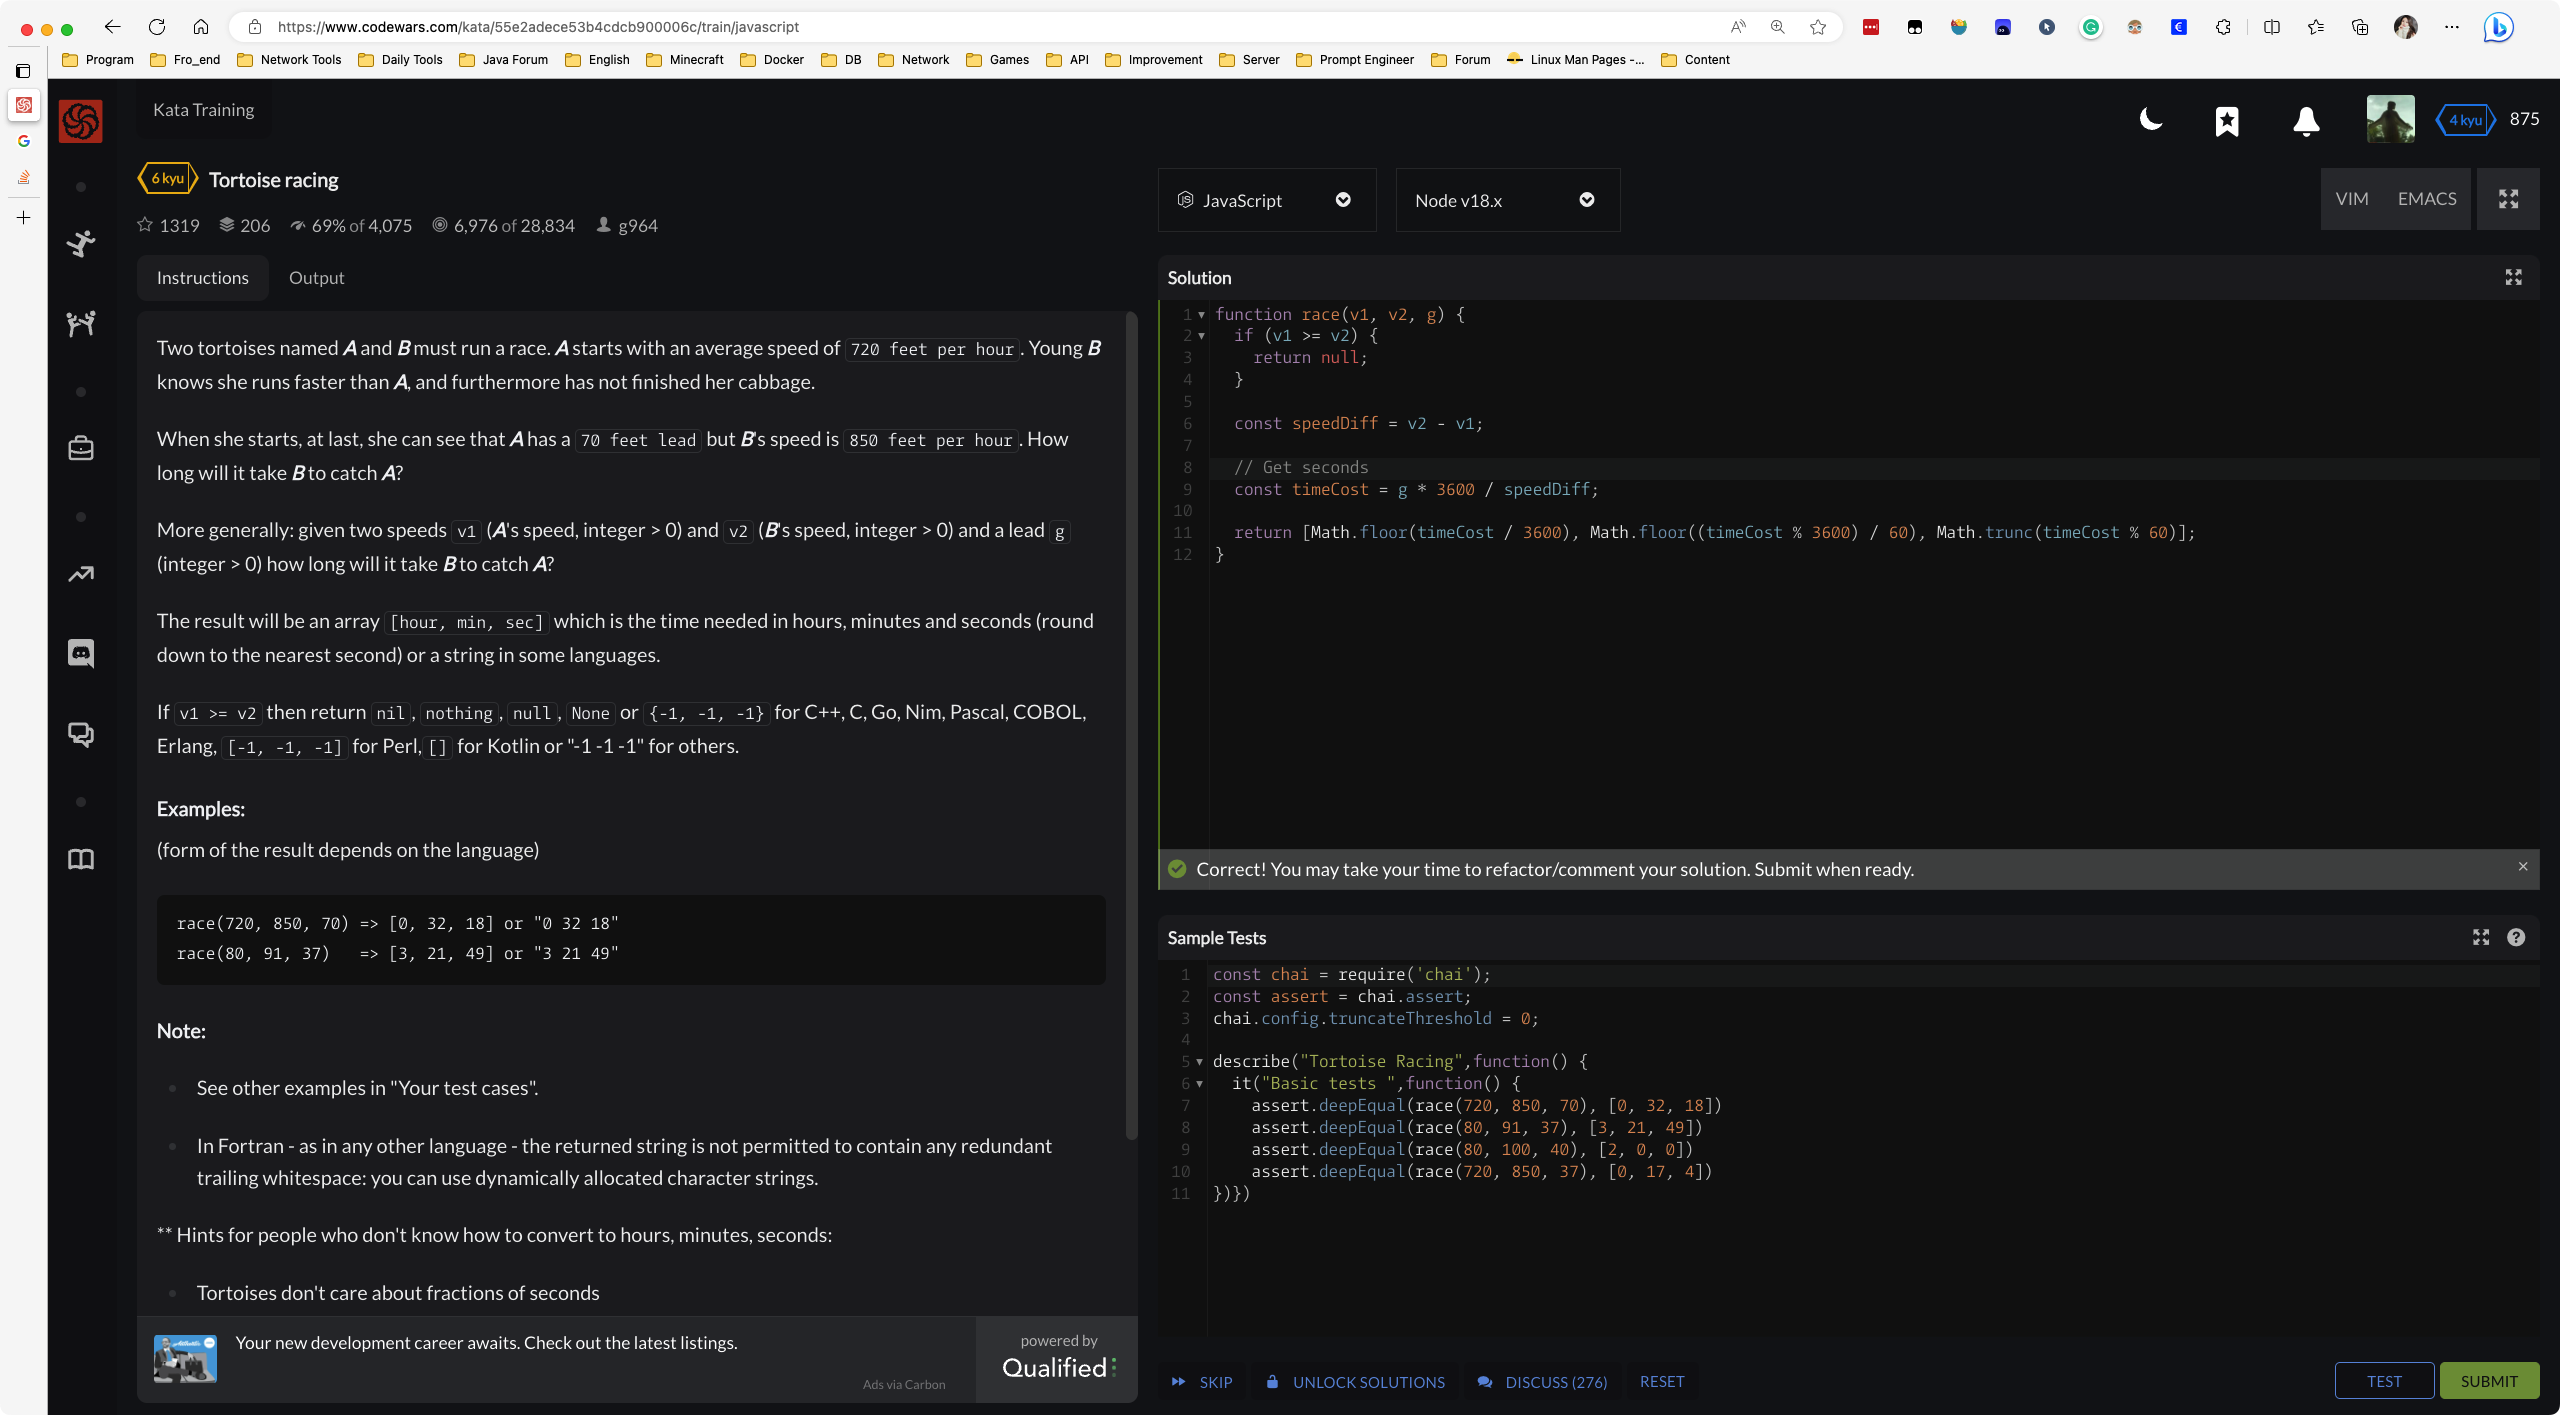 https://www.codewars.com/kata/55e2adece53b4cdcb900006c/train/javascript
Program Fro_end Network Tools Daily Tools Java Forum English Minecraft Docker DB Network Games API Improvement Server Prompt Engineer Forum Linux Man Pages -... Content
Kata Training
4 kyu 875
6 kyu Tortoise racing
1319 206 69% of 4,075 6,976 of 28,834 g964
JavaScript Node v18.x VIM EMACS
Instructions Output
Two tortoises named A and B must run a race. A starts with an average speed of 720 feet per hour. Young B
knows she runs faster than A, and furthermore has not finished her cabbage.
When she starts, at last, she can see that A has a 70 feet lead but B's speed is 850 feet per hour. How
long will it take B to catch A?
More generally: given two speeds v1 (A's speed, integer > 0) and v2 (B's speed, integer > 0) and a lead g
(integer > 0) how long will it take B to catch A?
The result will be an array [hour, min, sec] which is the time needed in hours, minutes and seconds (round
down to the nearest second) or a string in some languages.
If v1 >= v2 then return nil, nothing, null, None or {-1, -1, -1} for C++, C, Go, Nim, Pascal, COBOL,
Erlang, [-1, -1, -1] for Perl,[] for Kotlin or "-1 -1 -1" for others.
Examples:
(form of the result depends on the language)
race(720, 850, 70) => [0, 32, 18] or "0 32 18"
race(80, 91, 37)   => [3, 21, 49] or "3 21 49"
Note:
See other examples in "Your test cases".
In Fortran - as in any other language - the returned string is not permitted to contain any redundant
trailing whitespace: you can use dynamically allocated character strings.
** Hints for people who don't know how to convert to hours, minutes, seconds:
Tortoises don't care about fractions of seconds
Your new development career awaits. Check out the latest listings.
Ads via Carbon
powered by
Qualified
Solution
1 function race(v1, v2, g) {
2   if (v1 >= v2) {
3     return null;
4   }
5
6   const speedDiff = v2 - v1;
7
8   // Get seconds
9   const timeCost = g * 3600 / speedDiff;
10
11   return [Math.floor(timeCost / 3600), Math.floor((timeCost % 3600) / 60), Math.trunc(timeCost % 60)];
12 }
Correct! You may take your time to refactor/comment your solution. Submit when ready.
Sample Tests
1 const chai = require('chai');
2 const assert = chai.assert;
3 chai.config.truncateThreshold = 0;
4
5 describe("Tortoise Racing",function() {
6   it("Basic tests ",function() {
7     assert.deepEqual(race(720, 850, 70), [0, 32, 18])
8     assert.deepEqual(race(80, 91, 37), [3, 21, 49])
9     assert.deepEqual(race(80, 100, 40), [2, 0, 0])
10     assert.deepEqual(race(720, 850, 37), [0, 17, 4])
11 })})
SKIP UNLOCK SOLUTIONS DISCUSS (276) RESET TEST SUBMIT